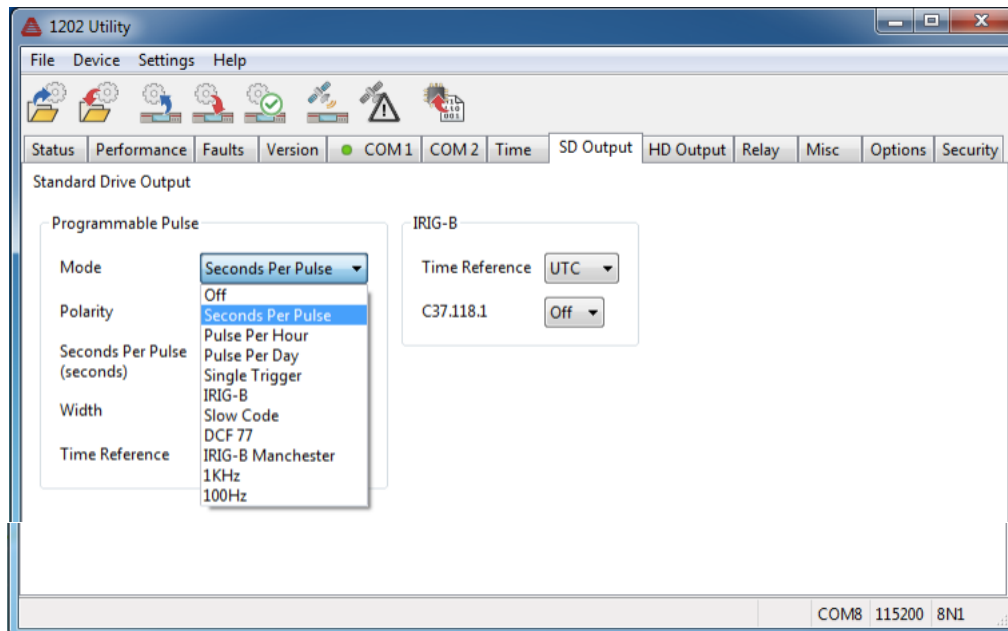 1202 Utility
File Device Settings Help
Status Performance Faults Version COM 1 COM 2 Time SD Output HD Output Relay Misc Options Security
Standard Drive Output
Programmable Pulse
Mode Seconds Per Pulse
Off
Seconds Per Pulse
Pulse Per Hour
Pulse Per Day
Single Trigger
IRIG-B
Slow Code
DCF 77
IRIG-B Manchester
1KHz
100Hz
Polarity
Seconds Per Pulse
(seconds)
Width
Time Reference
IRIG-B
Time Reference UTC
C37.118.1 Off
COM8 115200 8N1